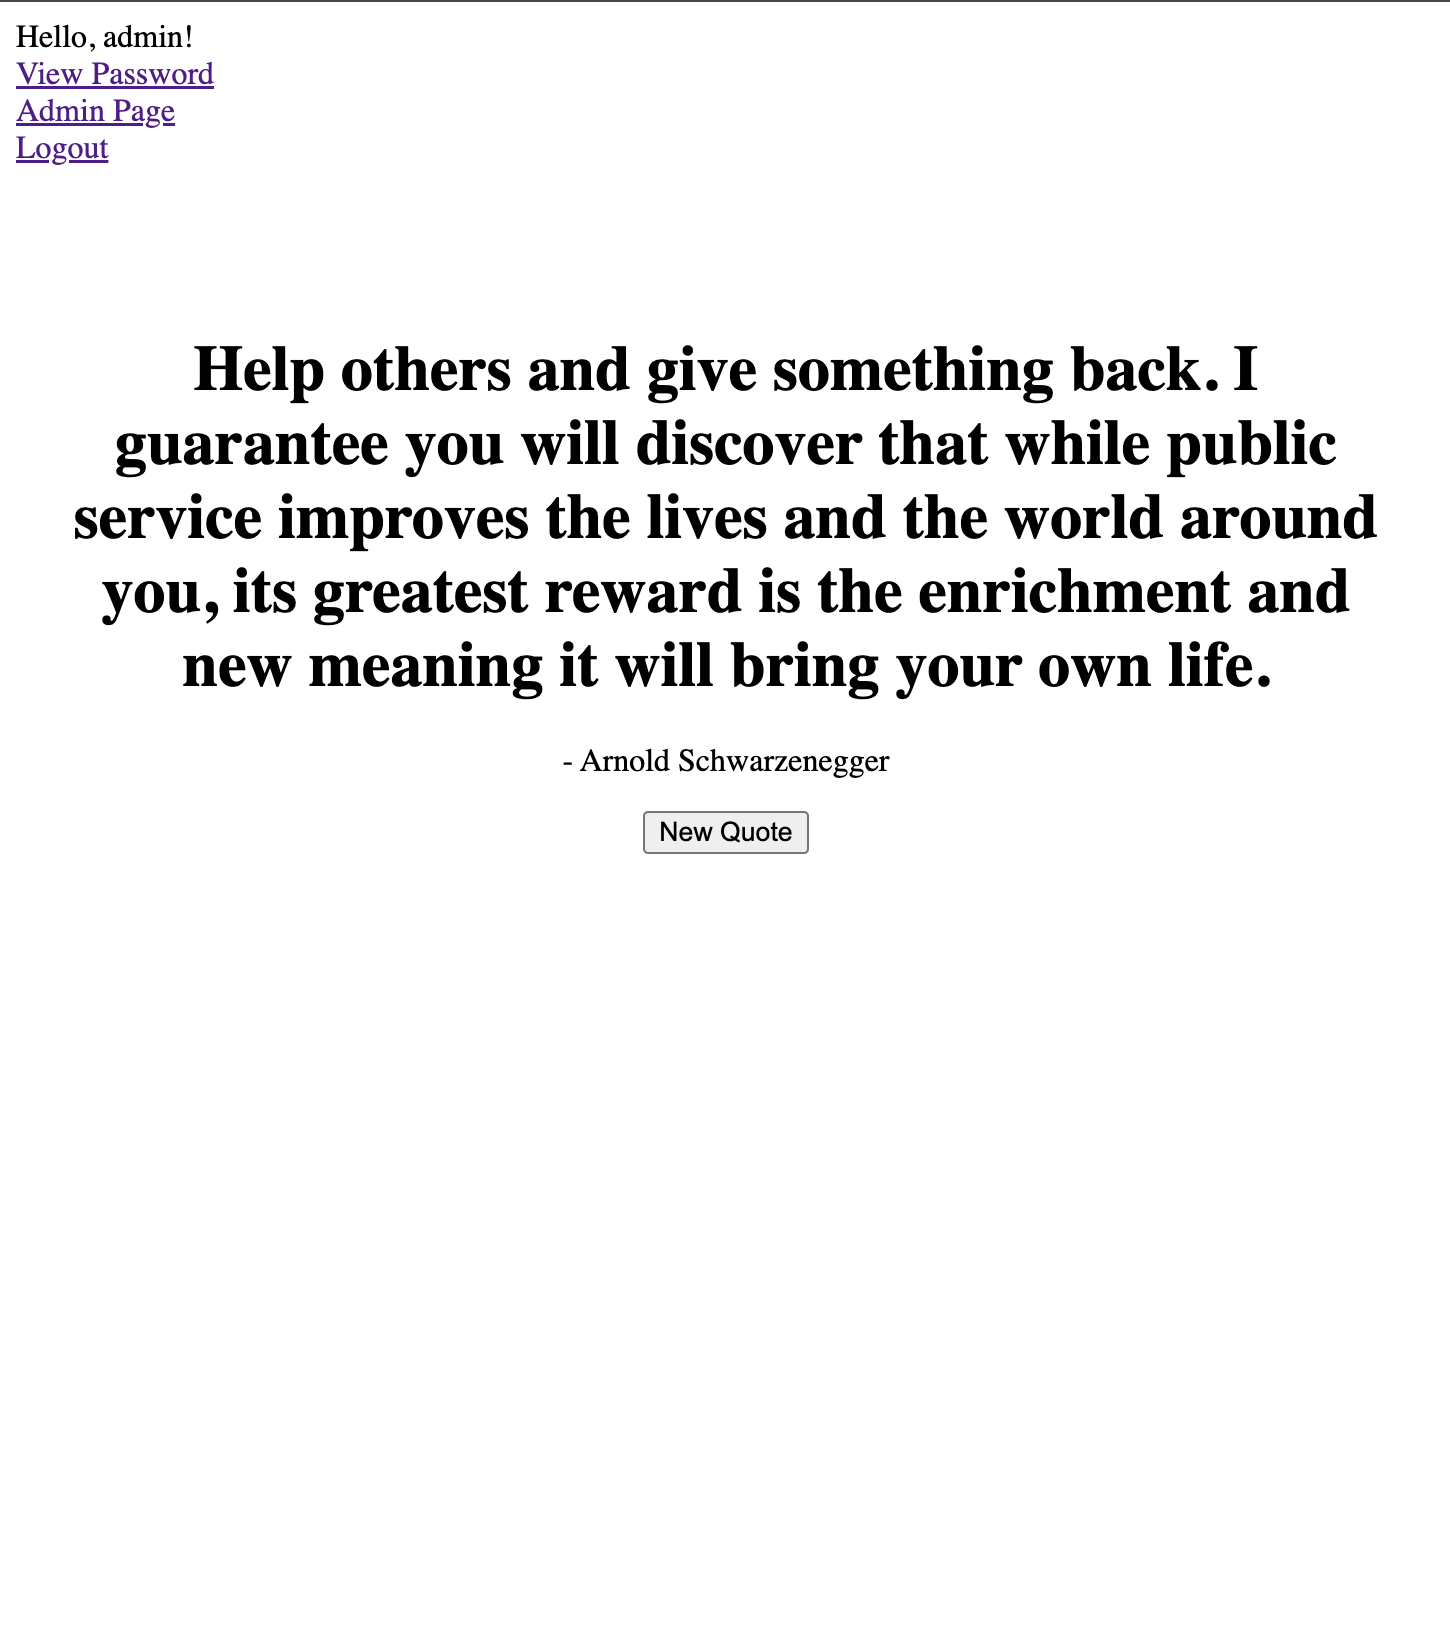 Hello, admin!
View Password
Admin Page
Logout
Help others and give something back. I
guarantee you will discover that while public
service improves the lives and the world around
you, its greatest reward is the enrichment and
new meaning it will bring your own life.
- Arnold Schwarzenegger
New Quote